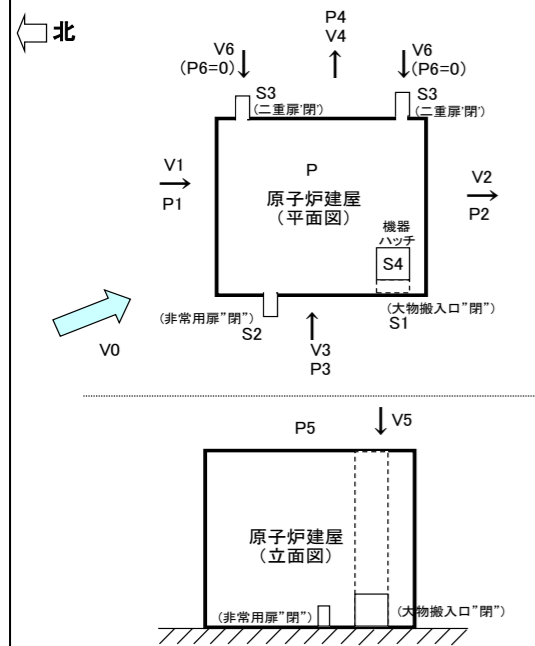 北
P4
V4
V6
(P6=0)
V6
(P6=0)
S3
(二重扉'閉')
S3
(二重扉'閉')
V1
P1
P
原子炉建屋
(平面図)
V2
P2
機器
ハッチ
S4
(非常用扉"閉")
S2
(大物搬入口"閉")
S1
V0
V3
P3
P5
V5
原子炉建屋
(立面図)
(非常用扉"閉")
(大物搬入口"閉")